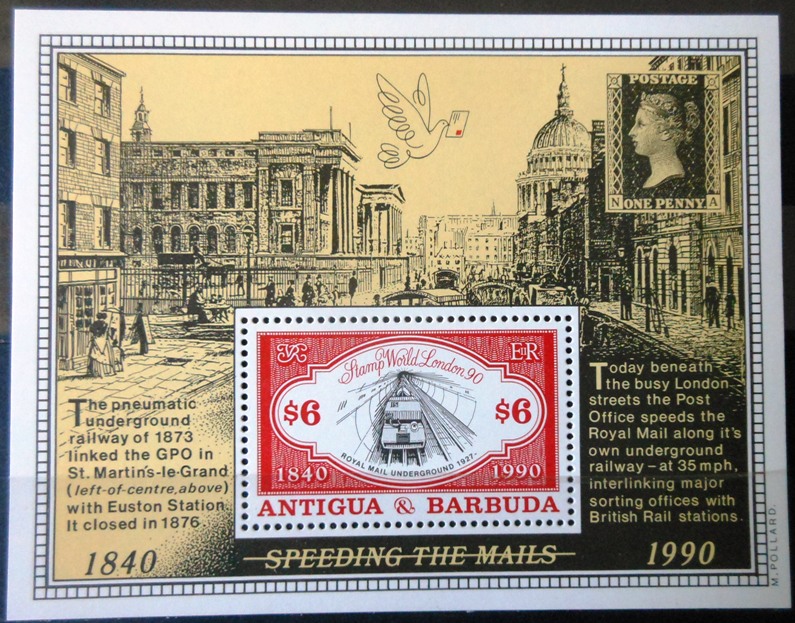 POSTAGE
N ONE PENNY A
VR
EIIR
Stamp World London 90
$6
$6
ROYAL MAIL UNDERGROUND 1927-
1840
1990
ANTIGUA & BARBUDA
The pneumatic
underground
railway of 1873
linked the GPO in
St. Martin's-le-Grand
(left-of-centre, above)
with Euston Station.
It closed in 1876
Today beneath
the busy London
streets the Post
Office speeds the
Royal Mail along it's
own underground
railway – at 35 mph,
interlinking major
sorting offices with
British Rail stations.
1840
SPEEDING THE MAILS
1990
M. POLLARD.